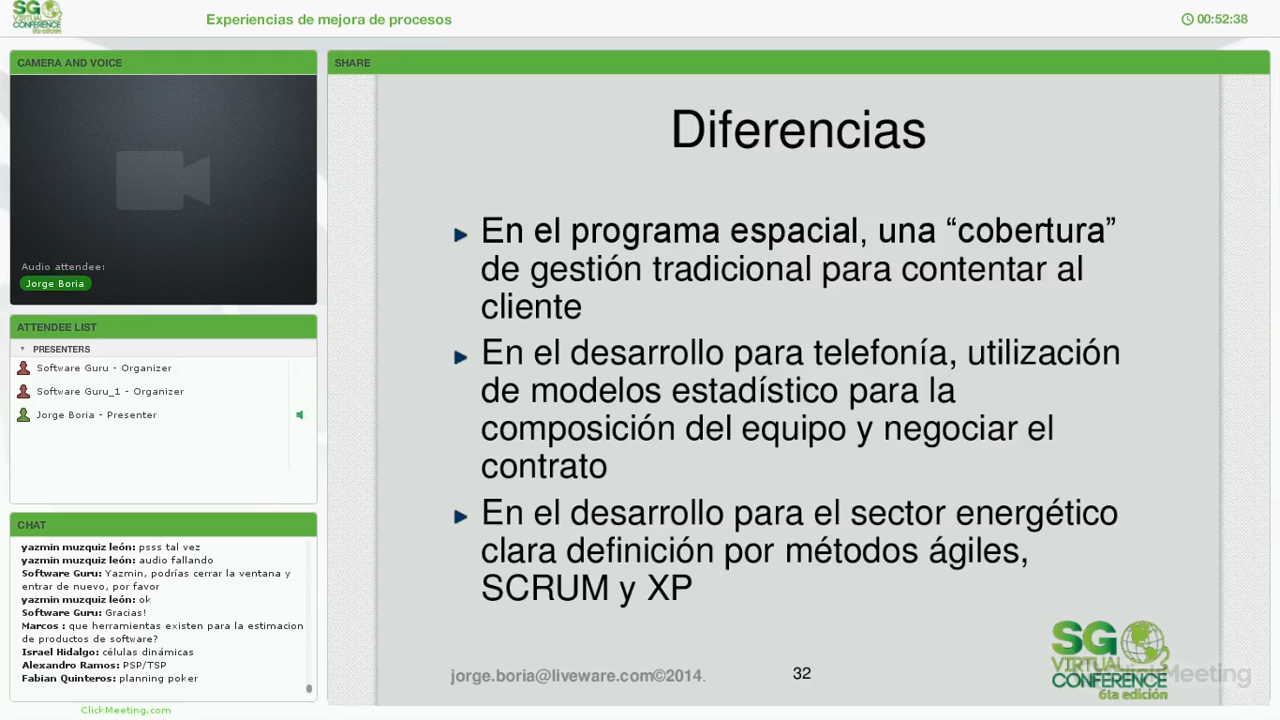 SG
VIRTUAL
CONFERENCE
6ta edición
Experiencias de mejora de procesos
00:52:38
CAMERA AND VOICE
Audio attendee:
Jorge Boria
ATTENDEE LIST
PRESENTERS
Software Guru - Organizer
Software Guru_1 - Organizer
Jorge Boria - Presenter
CHAT
yazmin muzquiz león: psss tal vez
yazmin muzquiz león: audio fallando
Software Guru: Yazmin, podrías cerrar la ventana y
entrar de nuevo, por favor
yazmin muzquiz león: ok
Software Guru: Gracias!
Marcos : que herramientas existen para la estimacion
de productos de software?
Israel Hidalgo: células dinámicas
Alexandro Ramos: PSP/TSP
Fabian Quinteros: planning poker
ClickMeeting.com
SHARE
Diferencias
En el programa espacial, una “cobertura”
de gestión tradicional para contentar al
cliente
En el desarrollo para telefonía, utilización
de modelos estadístico para la
composición del equipo y negociar el
contrato
En el desarrollo para el sector energético
clara definición por métodos ágiles,
SCRUM y XP
jorge.boria@liveware.com©2014.
32
SG
VIRTUAL
CONFERENCE
6ta edición
ClickMeeting